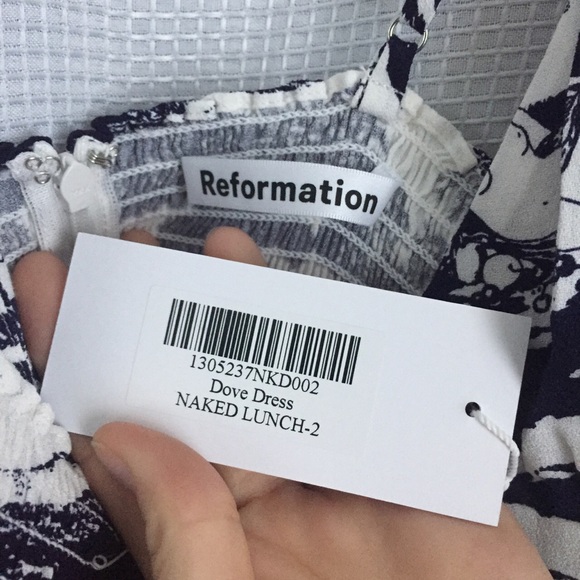 Reformation
1305237NKD002
Dove Dress
NAKED LUNCH-2